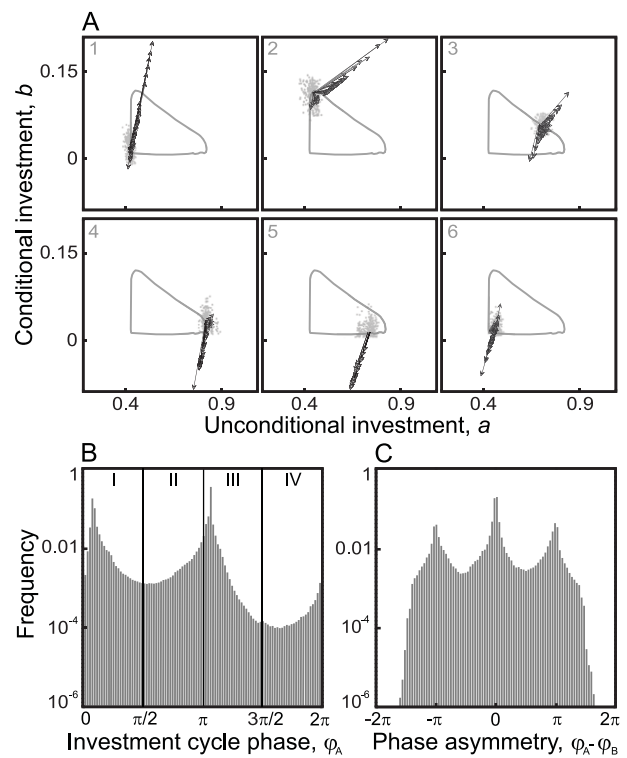 A
Conditional investment, b
0.15
0
1
2
3
0.15
0
4
5
6
0.4
0.9
0.4
0.9
0.4
0.9
Unconditional investment, a
B
Frequency
1
0.01
10⁻⁴
10⁻⁶
I
II
III
IV
0
π/2
π
3π/2
2π
Investment cycle phase, φA
C
1
0.01
10⁻⁴
10⁻⁶
-2π
-π
0
π
2π
Phase asymmetry, φA-φB